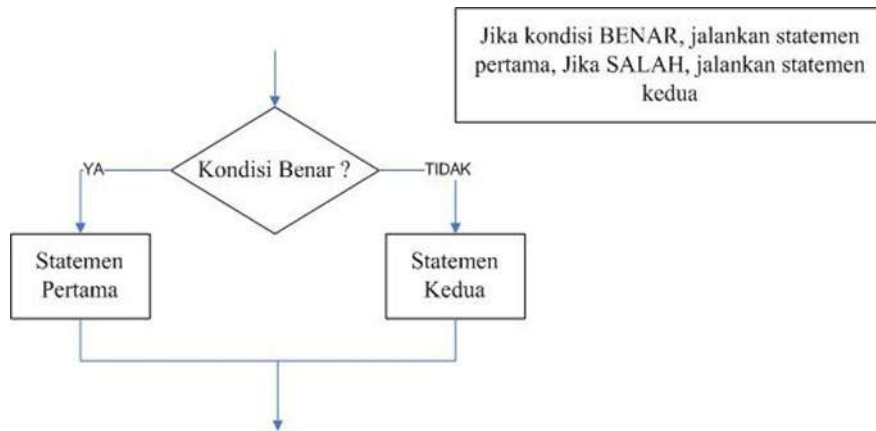 Jika kondisi BENAR, jalankan statemen
pertama, Jika SALAH, jalankan statemen
kedua
Kondisi Benar ?
YA
TIDAK
Statemen
Pertama
Statemen
Kedua